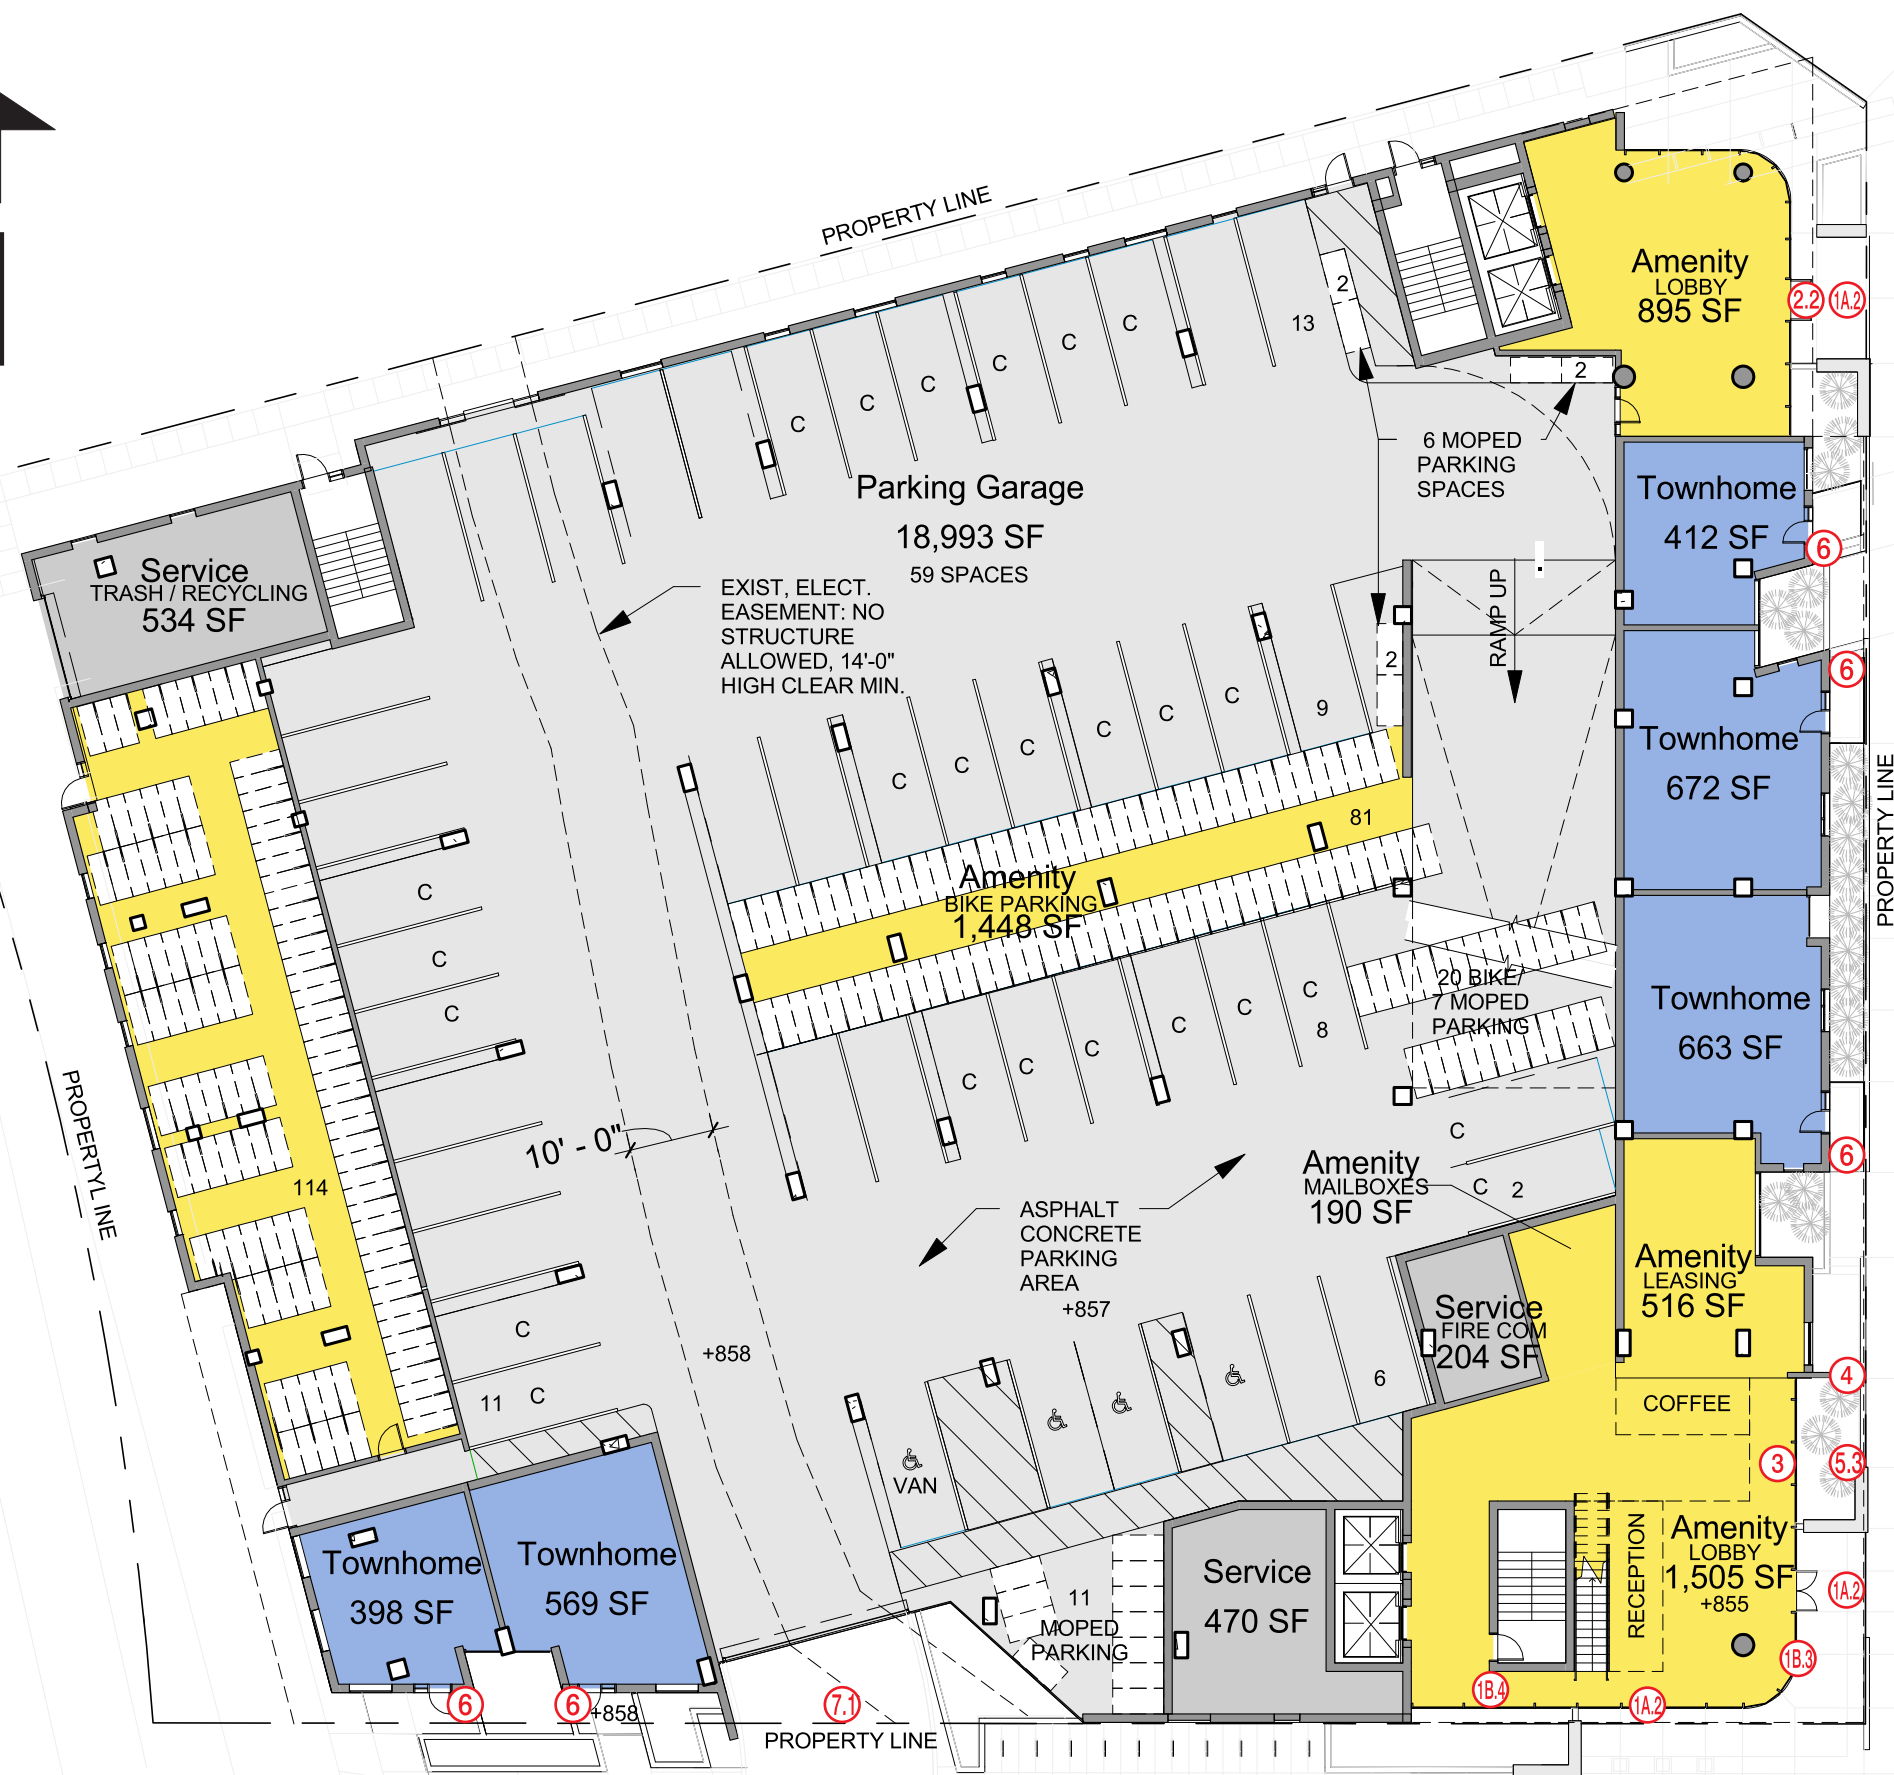 PROPERTY LINE
Amenity
LOBBY
895 SF
2.2
1A.2
2
13
C
C
C
C
C
C
2
6 MOPED
PARKING
SPACES
Parking Garage
18,993 SF
59 SPACES
Townhome
412 SF
6
Service
TRASH / RECYCLING
534 SF
EXIST, ELECT.
EASEMENT: NO
STRUCTURE
ALLOWED, 14'-0"
HIGH CLEAR MIN.
RAMP UP
2
6
9
C
C
C
C
C
C
Townhome
672 SF
PROPERTY LINE
81
Amenity
BIKE PARKING
1,448 SF
C
C
C
20 BIKE/
7 MOPED
PARKING
Townhome
663 SF
C
C
C
C
C
C
8
PROPERTYL INE
10' - 0"
114
C
C 2
6
Amenity
MAILBOXES
190 SF
ASPHALT
CONCRETE
PARKING
AREA
+857
Amenity
LEASING
516 SF
Service
FIRE COM
204 SF
+858
C
11 C
6
4
COFFEE
3
5.3
VAN
Townhome
398 SF
Townhome
569 SF
11
MOPED
PARKING
Service
470 SF
RECEPTION
Amenity
LOBBY
1,505 SF
+855
1A.2
1B.3
1B.4
1A.2
6
6
+858
7.1
PROPERTY LINE